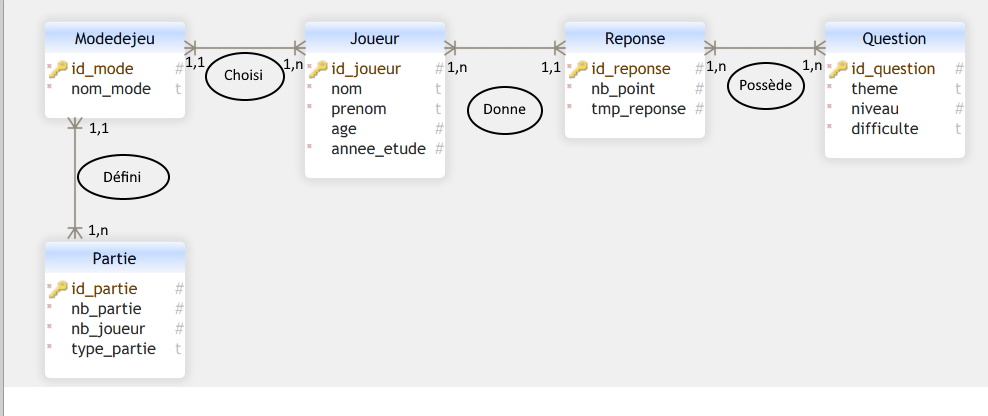 Modedejeu
id_mode #
nom_mode t
1,1
Choisi
1,n
Joueur
id_joueur #
nom t
prenom t
age #
annee_etude #
1,n
Donne
1,1
Reponse
id_reponse #
nb_point #
tmp_reponse #
1,n
Possède
1,n
Question
id_question #
theme t
niveau #
difficulte t
1,1
Défini
1,n
Partie
id_partie #
nb_partie #
nb_joueur #
type_partie t